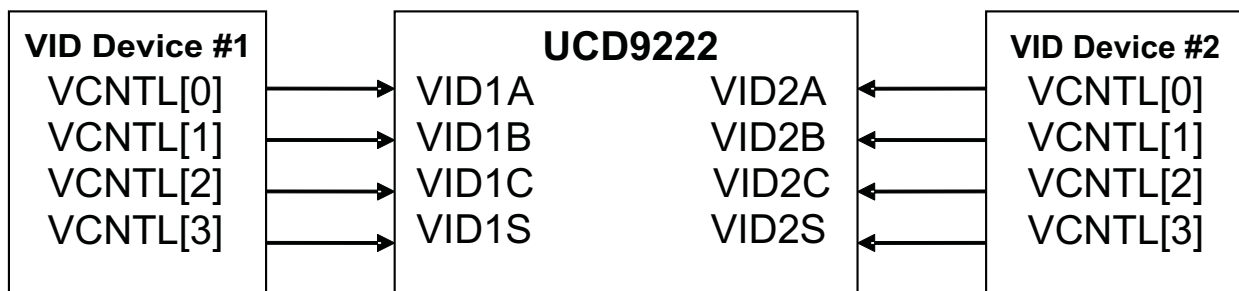 VID Device #1
VCNTL[0]
VCNTL[1]
VCNTL[2]
VCNTL[3]
UCD9222
VID1A VID2A
VID1B VID2B
VID1C VID2C
VID1S VID2S
VID Device #2
VCNTL[0]
VCNTL[1]
VCNTL[2]
VCNTL[3]